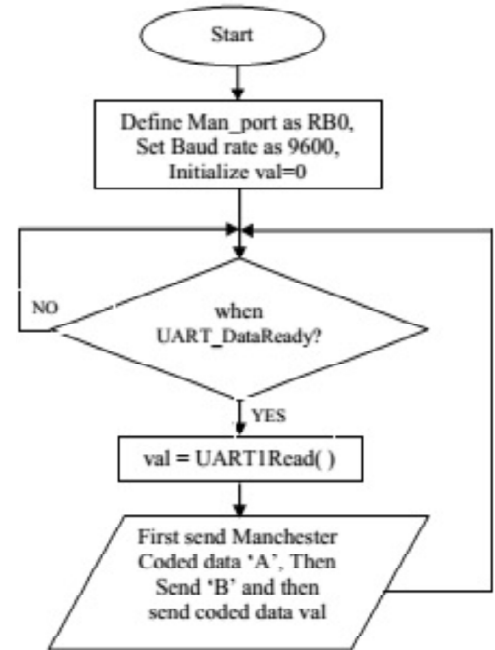 Start
Define Man_port as RB0,
Set Baud rate as 9600,
Initialize val=0
NO
when
UART_DataReady?
YES
val = UART1Read( )
First send Manchester
Coded data ‘A’, Then
Send ‘B’ and then
send coded data val